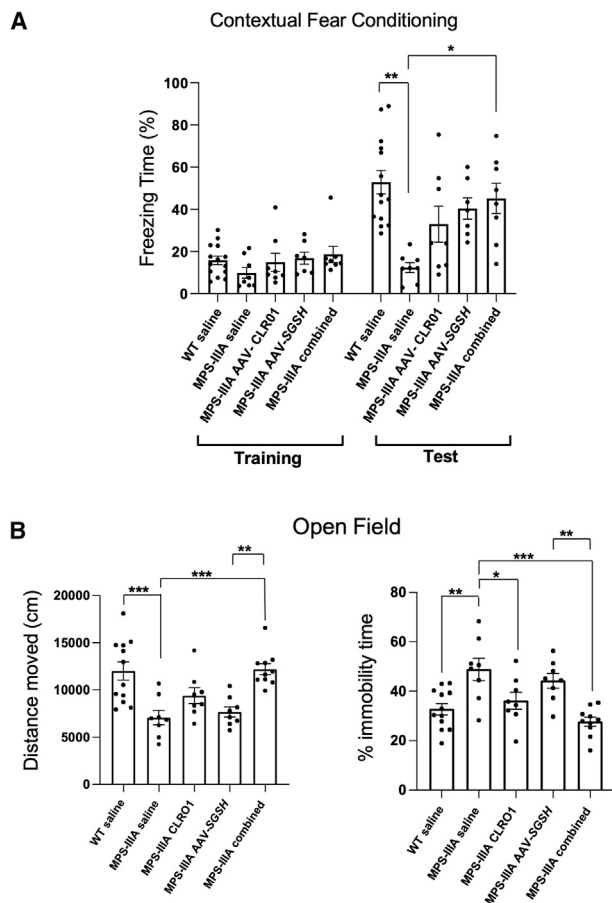 A
Contextual Fear Conditioning
Freezing Time (%)
100
80
60
40
20
0
**
*
WT saline
MPS-IIIA saline
MPS-IIIA AAV- CLR01
MPS-IIIA AAV-SGSH
MPS-IIIA combined
WT saline
MPS-IIIA saline
MPS-IIIA AAV- CLR01
MPS-IIIA AAV-SGSH
MPS-IIIA combined
Training
Test
B
Open Field
Distance moved (cm)
20000
15000
10000
5000
0
***
***
**
WT saline
MPS-IIIA saline
MPS-IIIA CLRO1
MPS-IIIA AAV-SGSH
MPS-IIIA combined
% immobility time
80
60
40
20
0
**
*
***
**
WT saline
MPS-IIIA saline
MPS-IIIA CLRO1
MPS-IIIA AAV-SGSH
MPS-IIIA combined